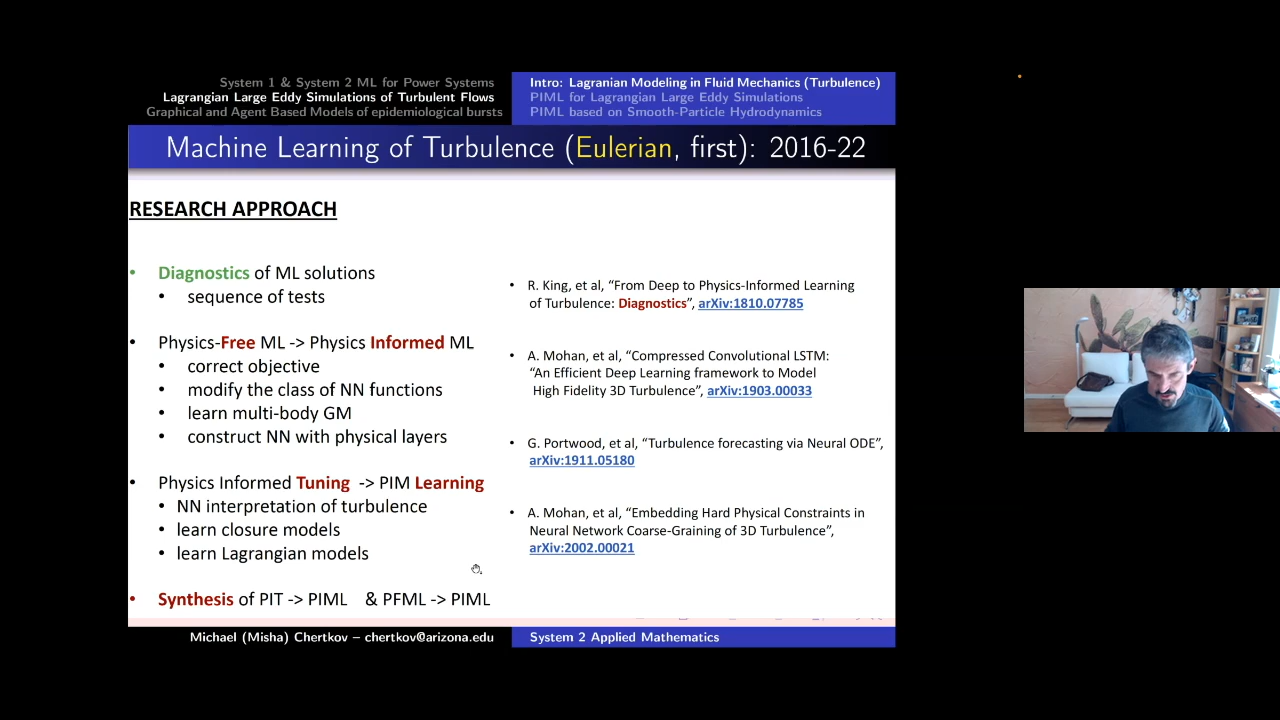 System 1 & System 2 ML for Power Systems
Lagrangian Large Eddy Simulations of Turbulent Flows
Graphical and Agent Based Models of epidemiological bursts
Intro: Lagranian Modeling in Fluid Mechanics (Turbulence)
PIML for Lagrangian Large Eddy Simulations
PIML based on Smooth-Particle Hydrodynamics
Machine Learning of Turbulence (Eulerian, first): 2016-22
RESEARCH APPROACH
• Diagnostics of ML solutions
• sequence of tests
• Physics-Free ML -> Physics Informed ML
• correct objective
• modify the class of NN functions
• learn multi-body GM
• construct NN with physical layers
• Physics Informed Tuning -> PIM Learning
• NN interpretation of turbulence
• learn closure models
• learn Lagrangian models
• Synthesis of PIT -> PIML & PFML -> PIML
• R. King, et al, “From Deep to Physics-Informed Learning
of Turbulence: Diagnostics”, arXiv:1810.07785
• A. Mohan, et al, “Compressed Convolutional LSTM:
“An Efficient Deep Learning framework to Model
High Fidelity 3D Turbulence”, arXiv:1903.00033
• G. Portwood, et al, “Turbulence forecasting via Neural ODE”,
arXiv:1911.05180
• A. Mohan, et al, “Embedding Hard Physical Constraints in
Neural Network Coarse-Graining of 3D Turbulence”,
arXiv:2002.00021
Michael (Misha) Chertkov – chertkov@arizona.edu
System 2 Applied Mathematics